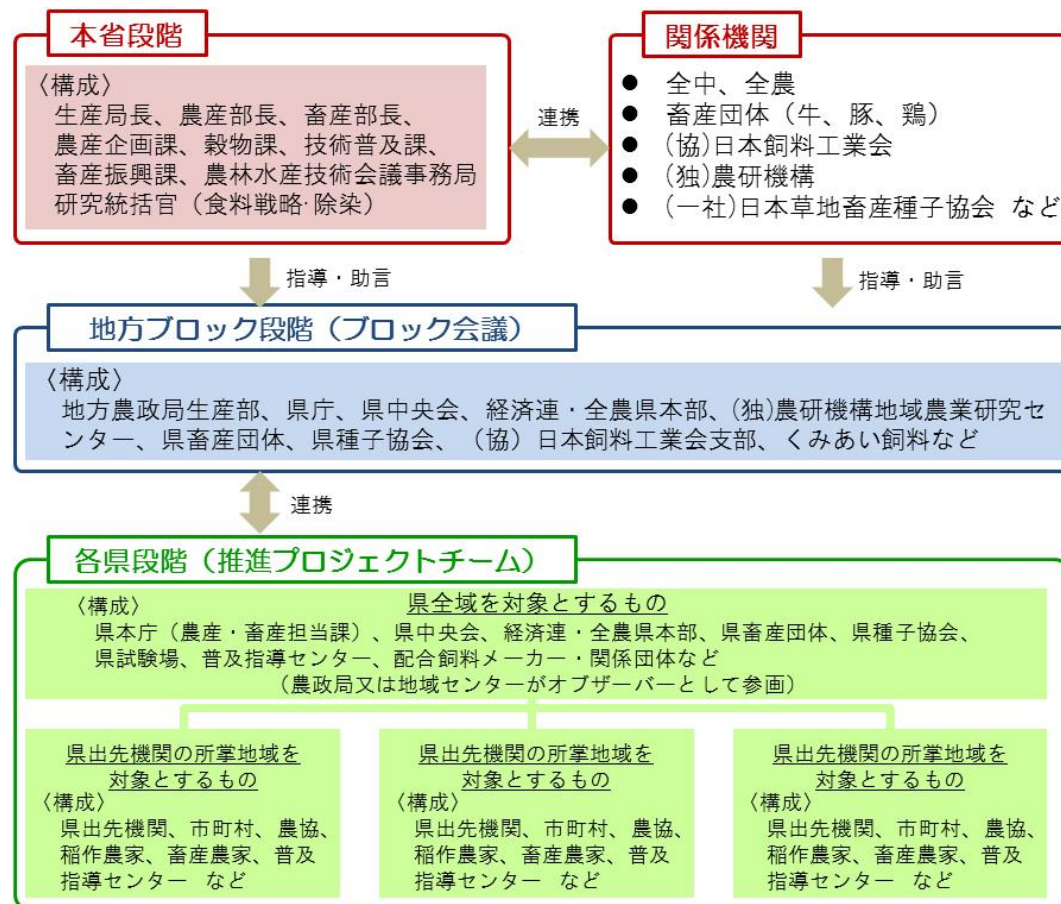 本省段階
〈構成〉
生産局長、農産部長、畜産部長、
農産企画課、穀物課、技術普及課、
畜産振興課、農林水産技術会議事務局
研究統括官（食料戦略･除染）
連携
関係機関
● 全中、全農
● 畜産団体（牛、豚、鶏）
● (協)日本飼料工業会
● (独)農研機構
● (一社)日本草地畜産種子協会 など
指導・助言
指導・助言
地方ブロック段階（ブロック会議）
〈構成〉
地方農政局生産部、県庁、県中央会、経済連・全農県本部、(独)農研機構地域農業研究セ
ンター、県畜産団体、県種子協会、（協）日本飼料工業会支部、くみあい飼料など
連携
各県段階（推進プロジェクトチーム）
〈構成〉 県全域を対象とするもの
県本庁（農産・畜産担当課）、県中央会、経済連・全農県本部、県畜産団体、県種子協会、
県試験場、普及指導センター、配合飼料メーカー・関係団体など
（農政局又は地域センターがオブザーバーとして参画）
県出先機関の所掌地域を
対象とするもの
〈構成〉
県出先機関、市町村、農協、
稲作農家、畜産農家、普及
指導センター など
県出先機関の所掌地域を
対象とするもの
〈構成〉
県出先機関、市町村、農協、
稲作農家、畜産農家、普及
指導センター など
県出先機関の所掌地域を
対象とするもの
〈構成〉
県出先機関、市町村、農協、
稲作農家、畜産農家、普及
指導センター など